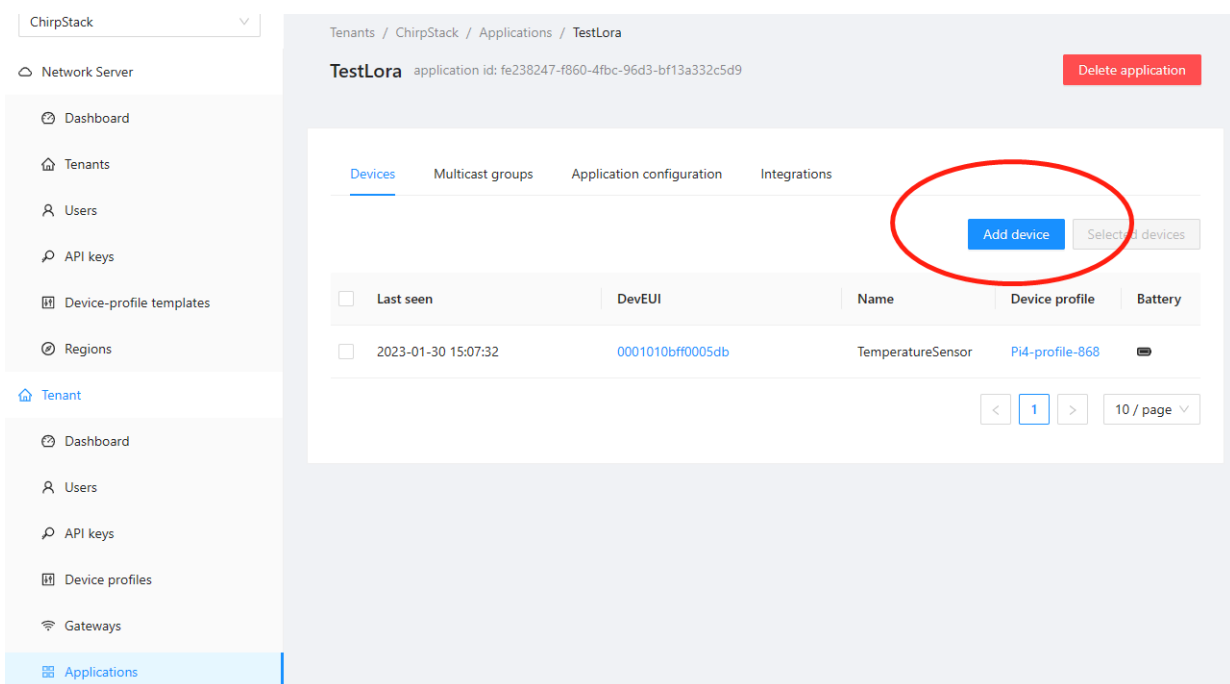 ChirpStack
Network Server
Dashboard
Tenants
Users
API keys
Device-profile templates
Regions
Tenant
Dashboard
Users
API keys
Device profiles
Gateways
Applications
Tenants / ChirpStack / Applications / TestLora
TestLora application id: fe238247-f860-4fbc-96d3-bf13a332c5d9
Delete application
Devices Multicast groups Application configuration Integrations
Add device Selected devices
Last seen DevEUI Name Device profile Battery
2023-01-30 15:07:32 0001010bff0005db TemperatureSensor Pi4-profile-868
< 1 > 10 / page